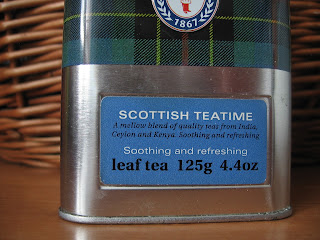 1867
SCOTTISH TEATIME
A mellow blend of quality teas from India,
Ceylon and Kenya. Soothing and refreshing
Soothing and refreshing
leaf tea 125g 4.4oz